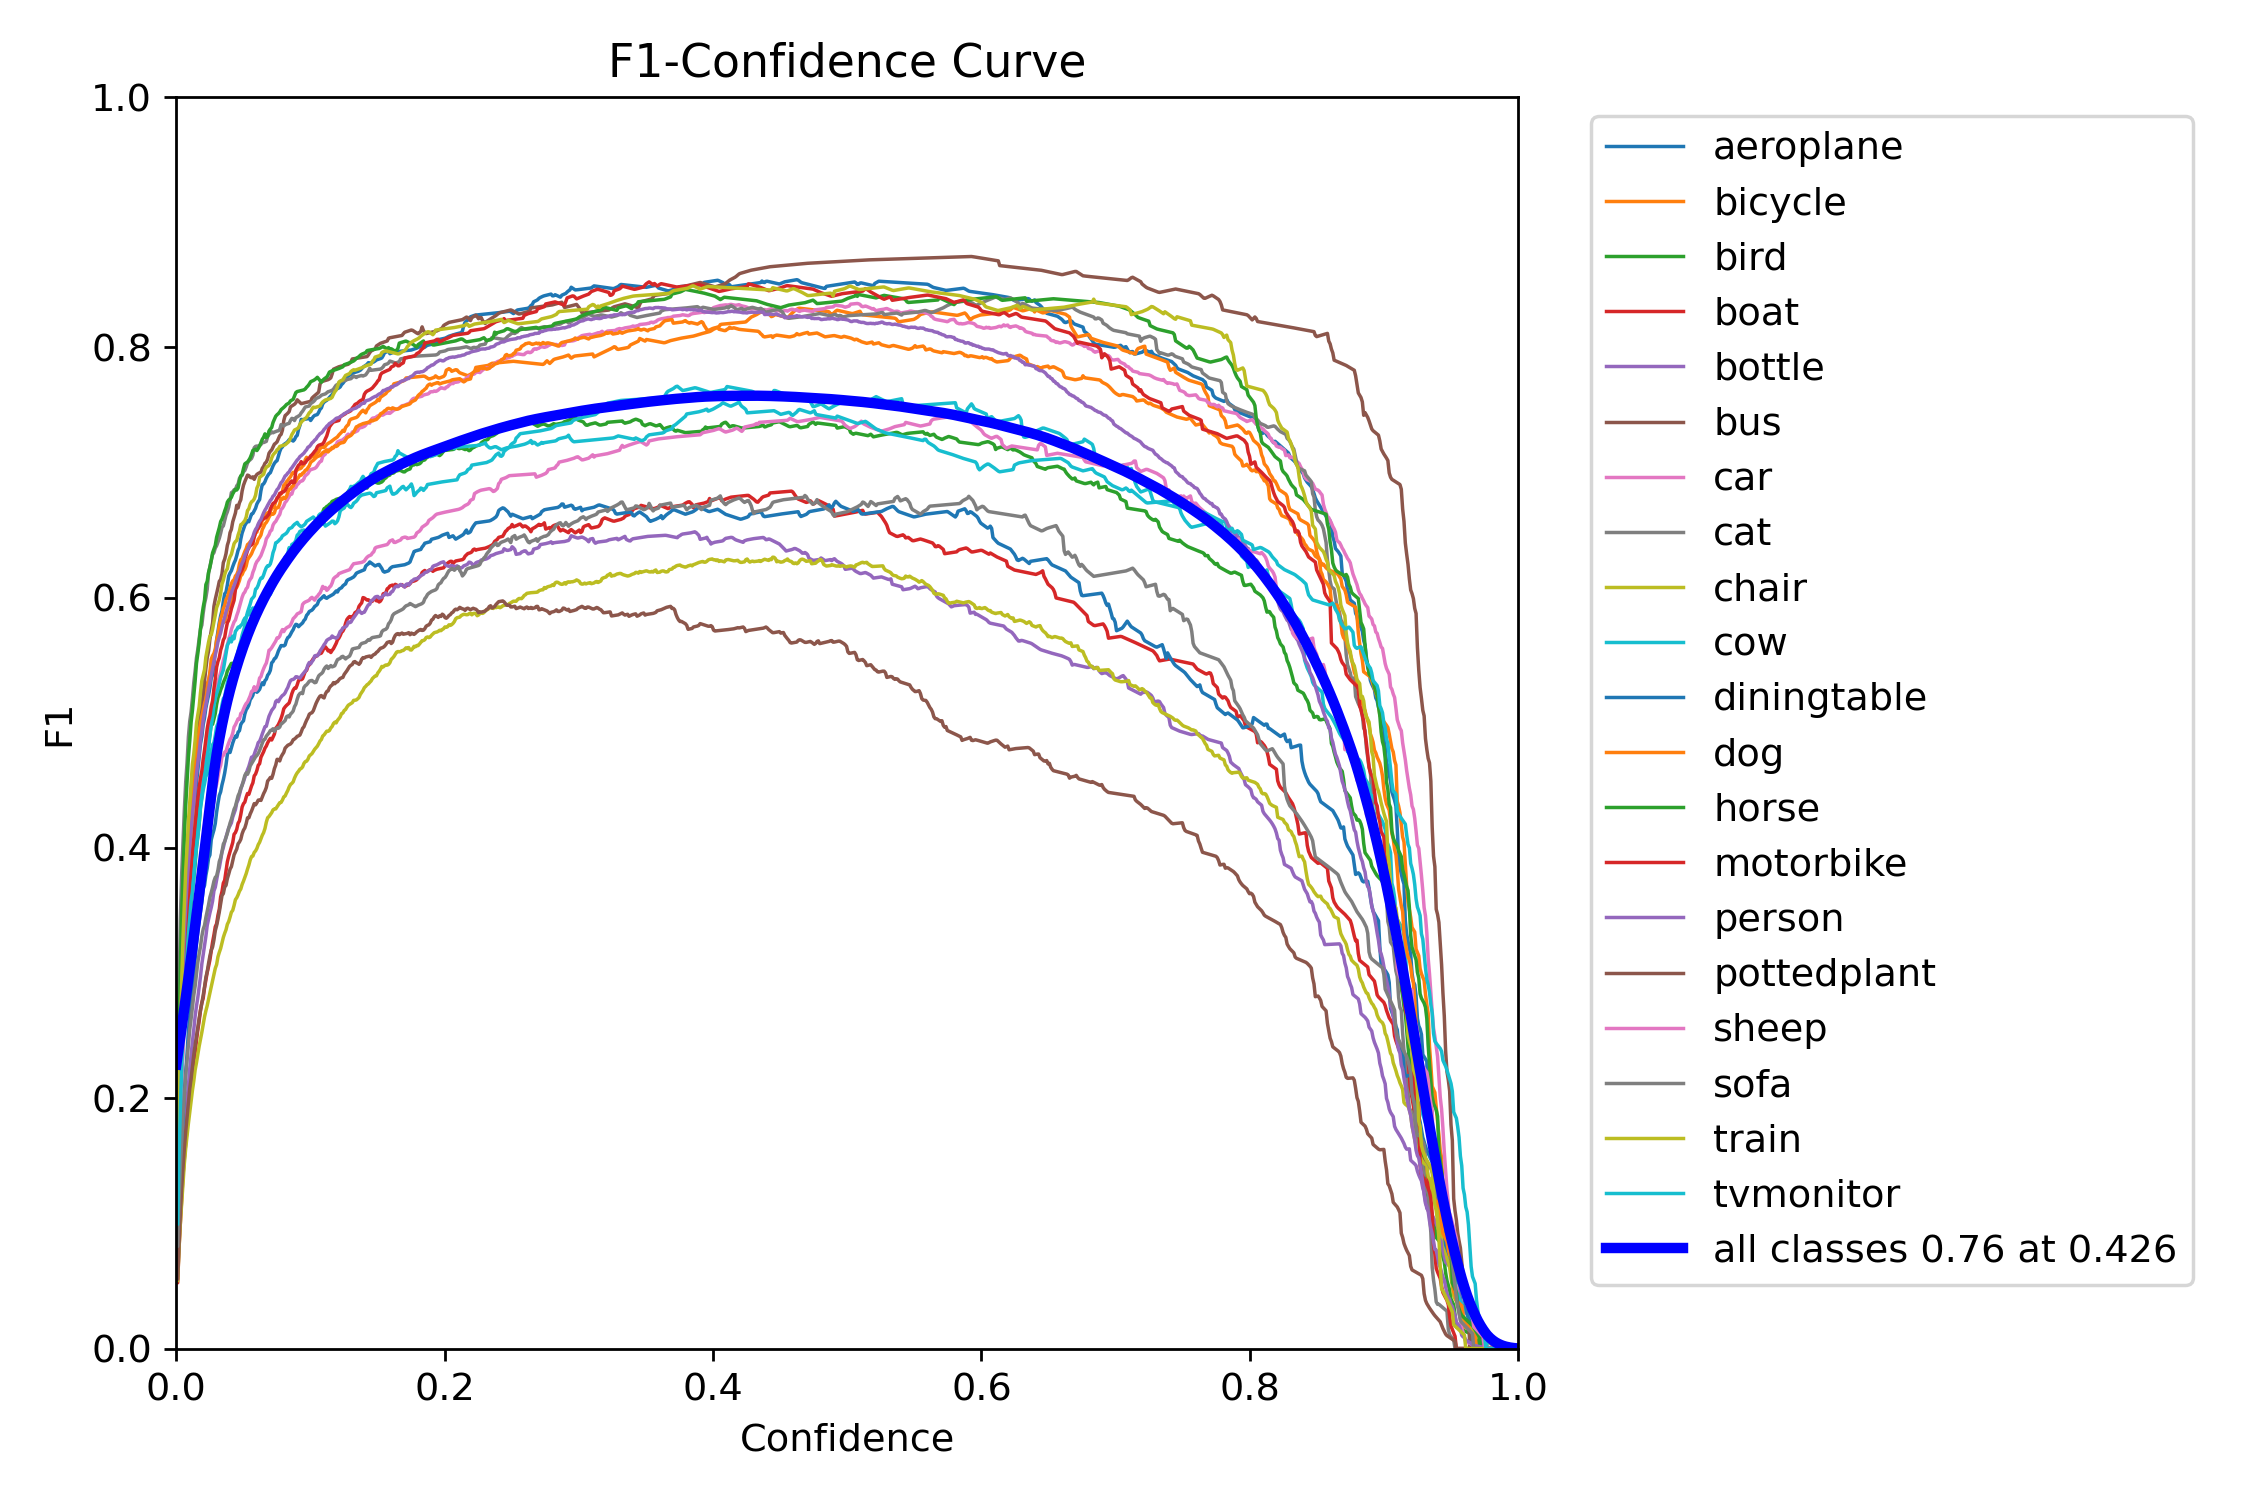 F1-Confidence Curve
1.0
0.8
0.6
0.4
0.2
0.0
F1
0.0 0.2 0.4 0.6 0.8 1.0
Confidence
aeroplane
bicycle
bird
boat
bottle
bus
car
cat
chair
cow
diningtable
dog
horse
motorbike
person
pottedplant
sheep
sofa
train
tvmonitor
all classes 0.76 at 0.426